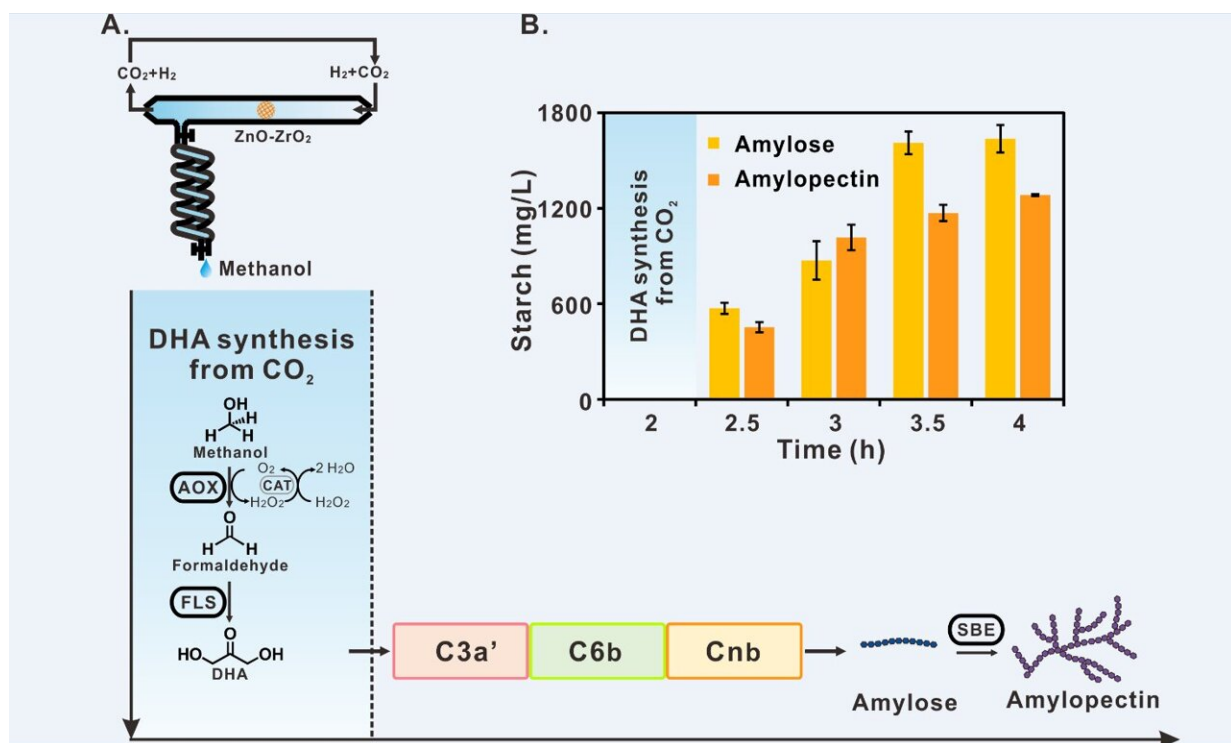 A.
CO₂+H₂
H₂+CO₂
ZnO-ZrO₂
Methanol
DHA synthesis
from CO₂
OH
H
H
H
Methanol
AOX
O₂
2 H₂O
CAT
H₂O₂
H₂O₂
O
H
H
Formaldehyde
FLS
O
HO
OH
DHA
C3a’
C6b
Cnb
Amylose
SBE
Amylopectin
B.
Starch (mg/L)
1800
1200
600
0
DHA synthesis
from CO₂
Amylose
Amylopectin
2
2.5
3
3.5
4
Time (h)